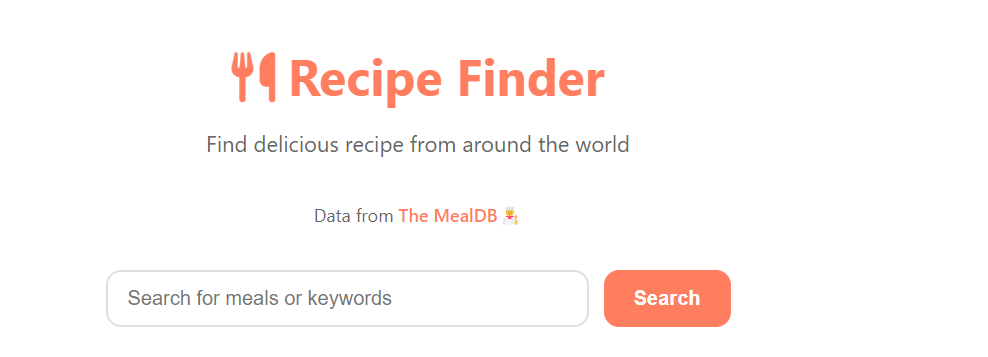 Recipe Finder
Find delicious recipe from around the world
Data from The MealDB
Search for meals or keywords
Search